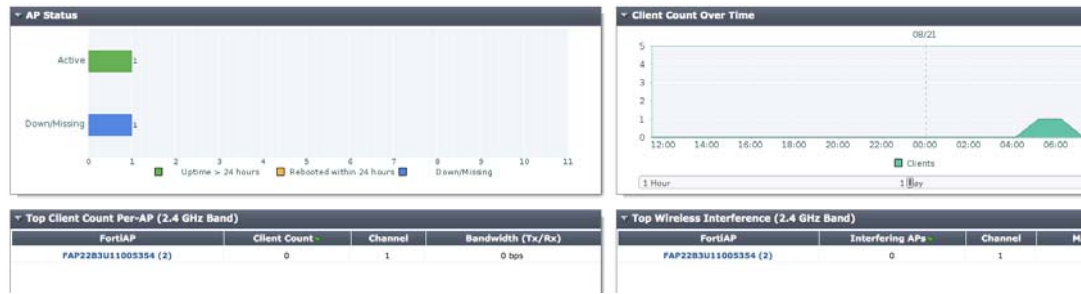 AP Status
Active
1
Down/Missing
1
0 1 2 3 4 5 6 7 8 9 10 11
Uptime > 24 hours Rebooted within 24 hours Down/Missing
Client Count Over Time
08/21
5
4
3
2
1
0
12:00 14:00 16:00 18:00 20:00 22:00 00:00 02:00 04:00 06:00
Clients
1 Hour 1 Day
Top Client Count Per-AP (2.4 GHz Band)
FortiAP Client Count Channel Bandwidth (Tx/Rx)
FAP22B3U11005354 (2) 0 1 0 bps
Top Wireless Interference (2.4 GHz Band)
FortiAP Interfering APs Channel
FAP22B3U11005354 (2) 0 1